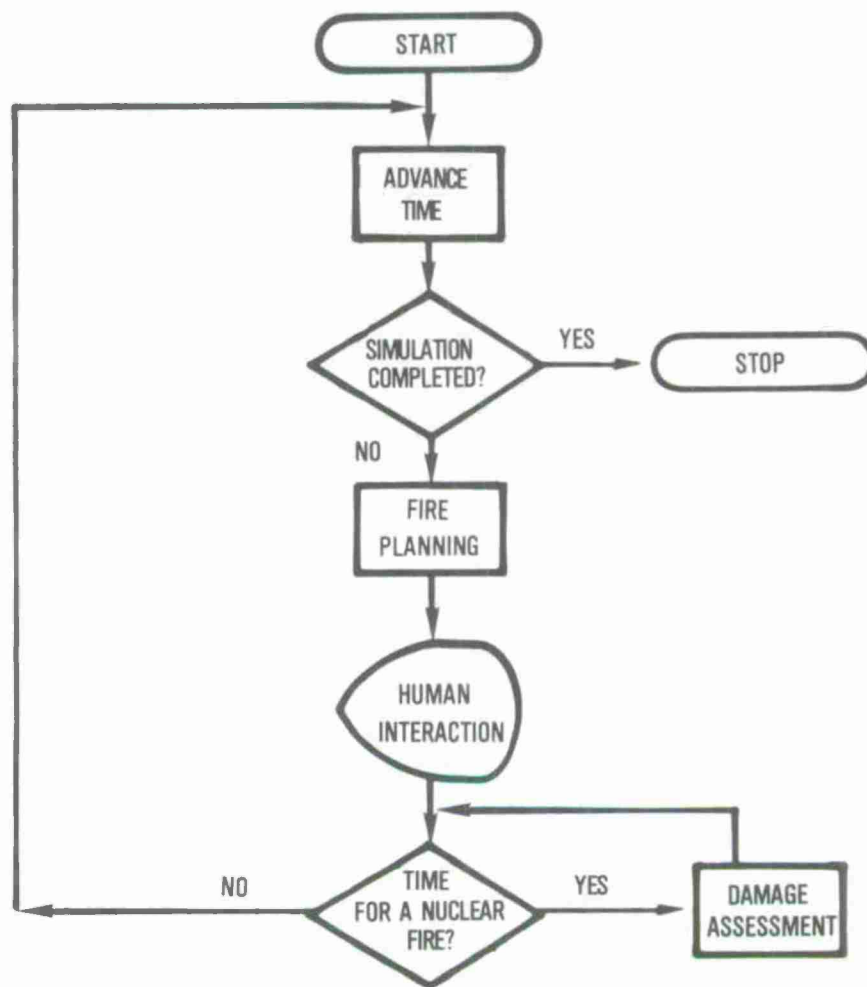 START
ADVANCE
TIME
SIMULATION
COMPLETED?
YES
STOP
NO
FIRE
PLANNING
HUMAN
INTERACTION
NO
TIME
FOR A NUCLEAR
FIRE?
YES
DAMAGE
ASSESSMENT